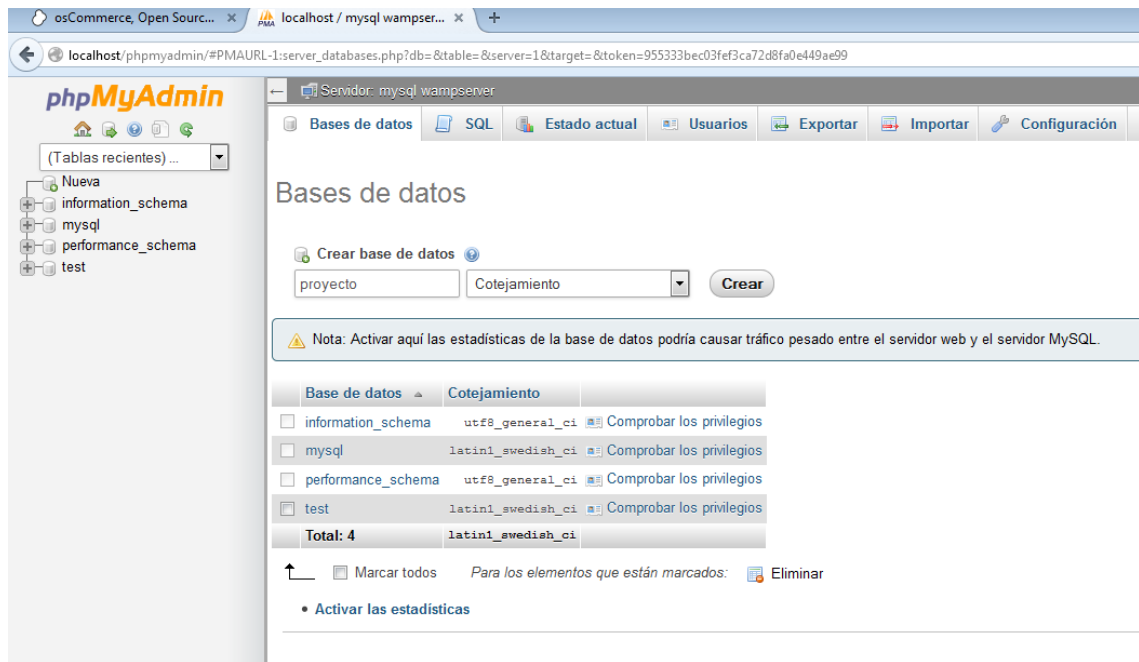 osCommerce, Open Sourc... ×
localhost / mysql wampser... × +
localhost/phpmyadmin/#PMAURL-1:server_databases.php?db=&table=&server=1&target=&token=955333bec03fef3ca72d8fa0e449ae99
phpMyAdmin
(Tablas recientes) ...
Nueva
information_schema
mysql
performance_schema
test
Servidor: mysql wampserver
Bases de datos SQL Estado actual Usuarios Exportar Importar Configuración
Bases de datos
Crear base de datos
proyecto Cotejamiento Crear
Nota: Activar aquí las estadísticas de la base de datos podría causar tráfico pesado entre el servidor web y el servidor MySQL.
Base de datos Cotejamiento
information_schema utf8_general_ci Comprobar los privilegios
mysql latin1_swedish_ci Comprobar los privilegios
performance_schema utf8_general_ci Comprobar los privilegios
test latin1_swedish_ci Comprobar los privilegios
Total: 4 latin1_swedish_ci
Marcar todos Para los elementos que están marcados: Eliminar
• Activar las estadísticas